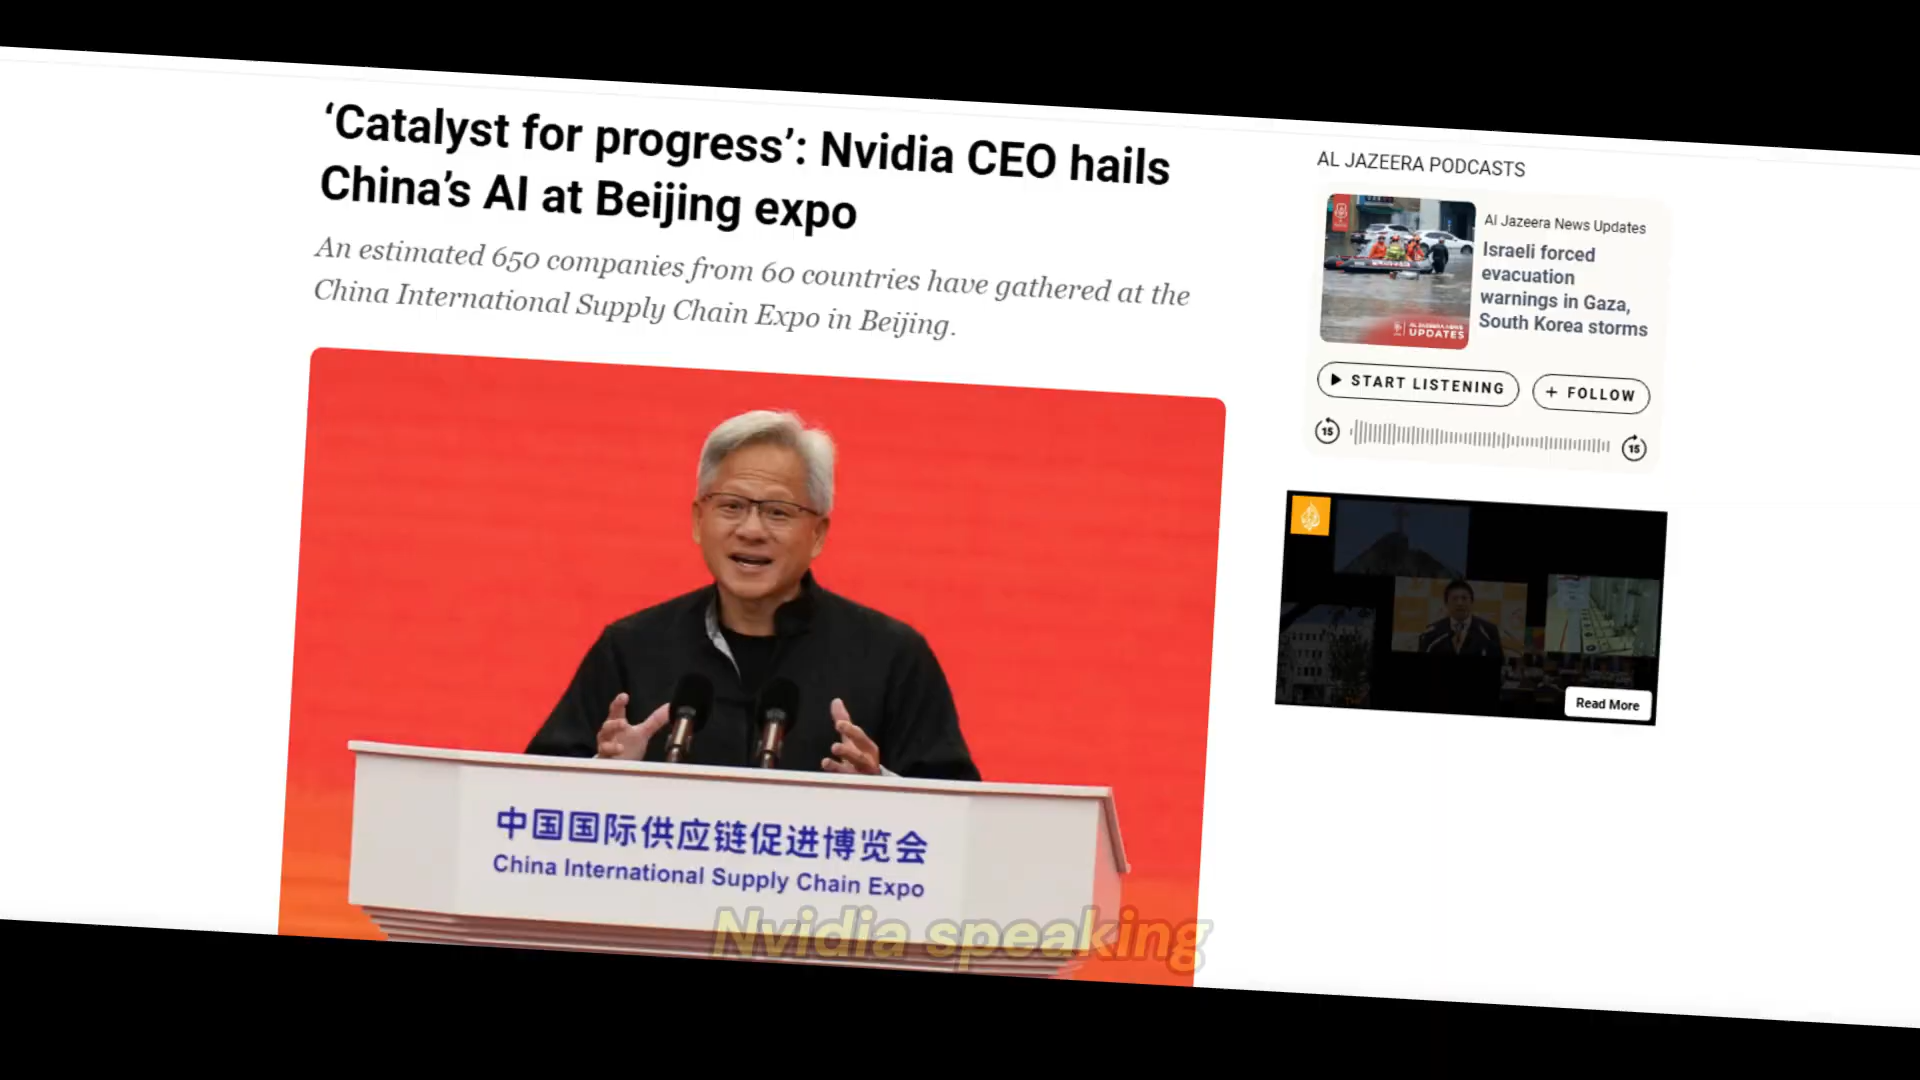 ‘Catalyst for progress’: Nvidia CEO hails
China’s AI at Beijing expo
An estimated 650 companies from 60 countries have gathered at the
China International Supply Chain Expo in Beijing.
中国国际供应链促进博览会
China International Supply Chain Expo
Nvidia speaking
AL JAZEERA PODCASTS
Al Jazeera News Updates
Israeli forced
evacuation
warnings in Gaza,
South Korea storms
AL JAZEERA NEWS
UPDATES
START LISTENING
+ FOLLOW
15
15
Read More